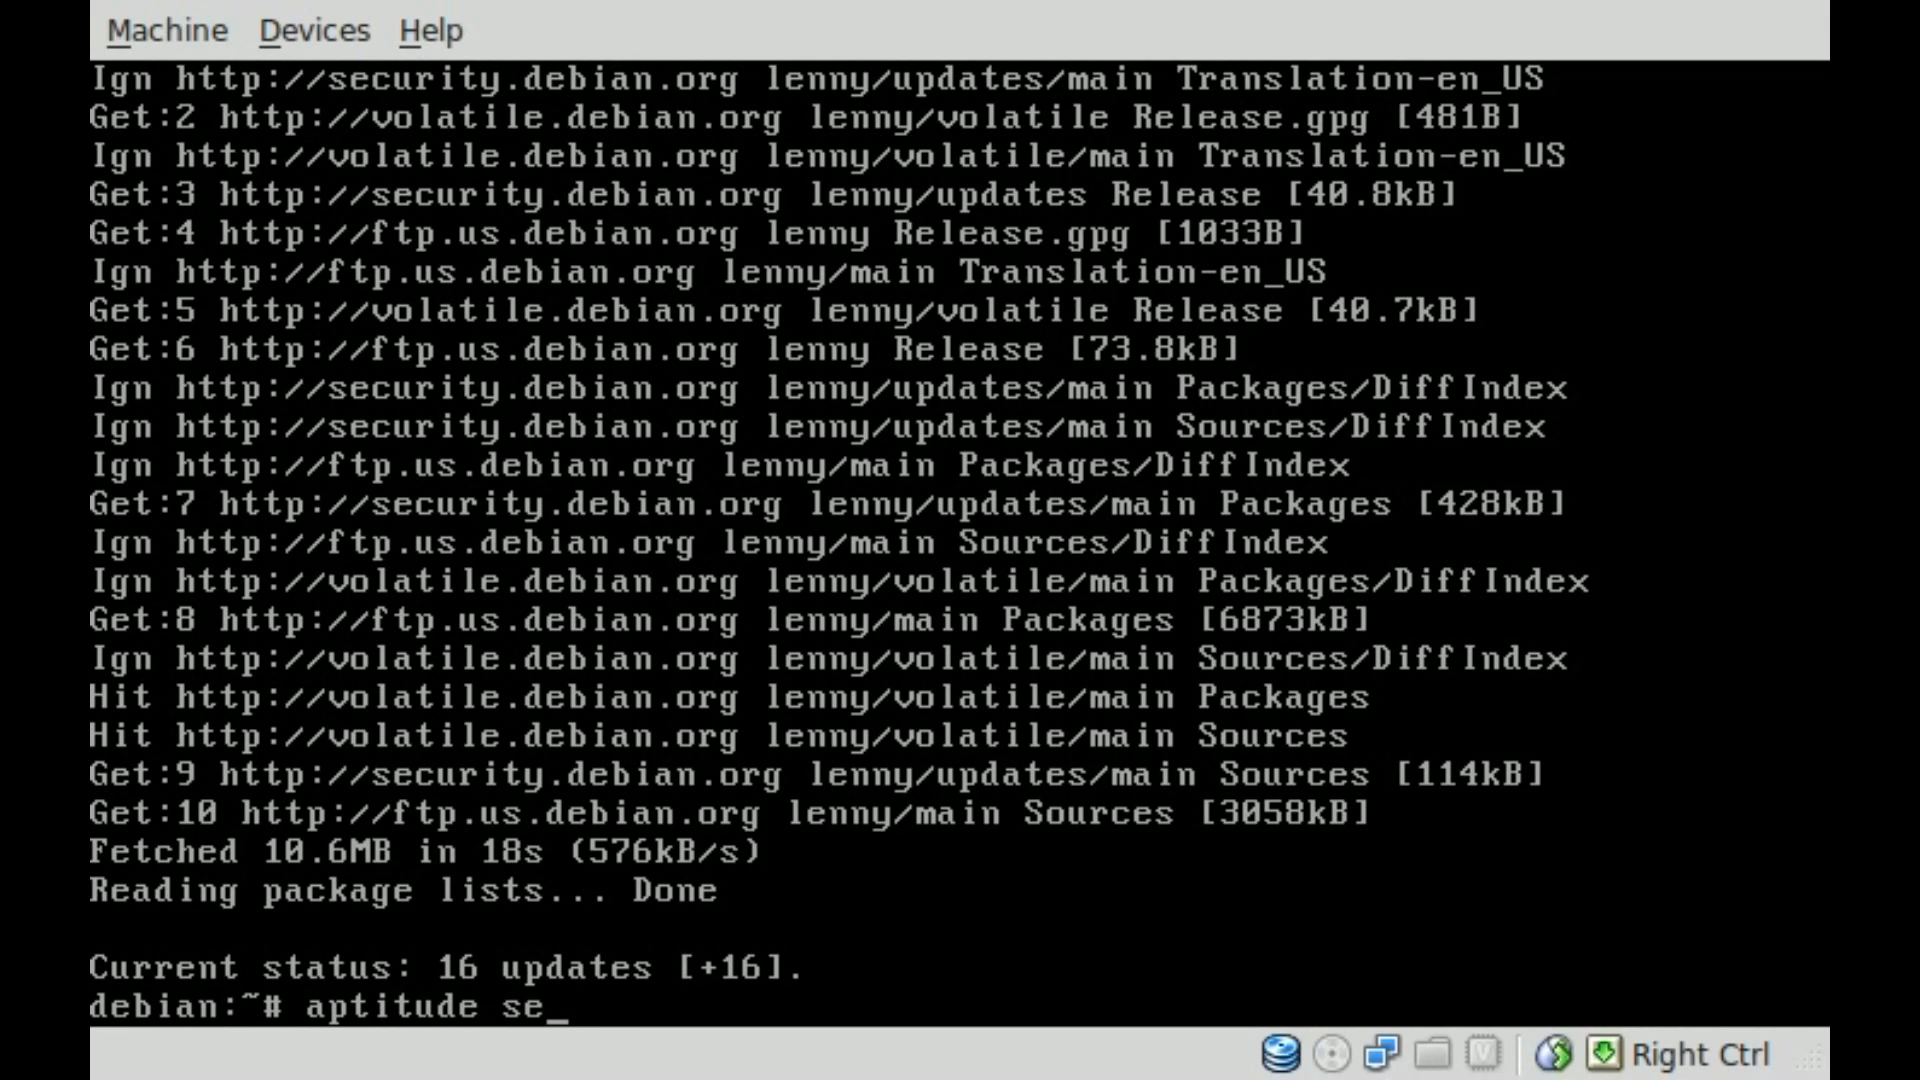 Machine Devices Help
Ign http://security.debian.org lenny/updates/main Translation-en_US
Get:2 http://volatile.debian.org lenny/volatile Release.gpg [481B]
Ign http://volatile.debian.org lenny/volatile/main Translation-en_US
Get:3 http://security.debian.org lenny/updates Release [40.8kB]
Get:4 http://ftp.us.debian.org lenny Release.gpg [1033B]
Ign http://ftp.us.debian.org lenny/main Translation-en_US
Get:5 http://volatile.debian.org lenny/volatile Release [40.7kB]
Get:6 http://ftp.us.debian.org lenny Release [73.8kB]
Ign http://security.debian.org lenny/updates/main Packages/DiffIndex
Ign http://security.debian.org lenny/updates/main Sources/DiffIndex
Ign http://ftp.us.debian.org lenny/main Packages/DiffIndex
Get:7 http://security.debian.org lenny/updates/main Packages [428kB]
Ign http://ftp.us.debian.org lenny/main Sources/DiffIndex
Ign http://volatile.debian.org lenny/volatile/main Packages/DiffIndex
Get:8 http://ftp.us.debian.org lenny/main Packages [6873kB]
Ign http://volatile.debian.org lenny/volatile/main Sources/DiffIndex
Hit http://volatile.debian.org lenny/volatile/main Packages
Hit http://volatile.debian.org lenny/volatile/main Sources
Get:9 http://security.debian.org lenny/updates/main Sources [114kB]
Get:10 http://ftp.us.debian.org lenny/main Sources [3058kB]
Fetched 10.6MB in 18s (576kB/s)
Reading package lists... Done
Current status: 16 updates [+16].
debian:~# aptitude se_
Right Ctrl